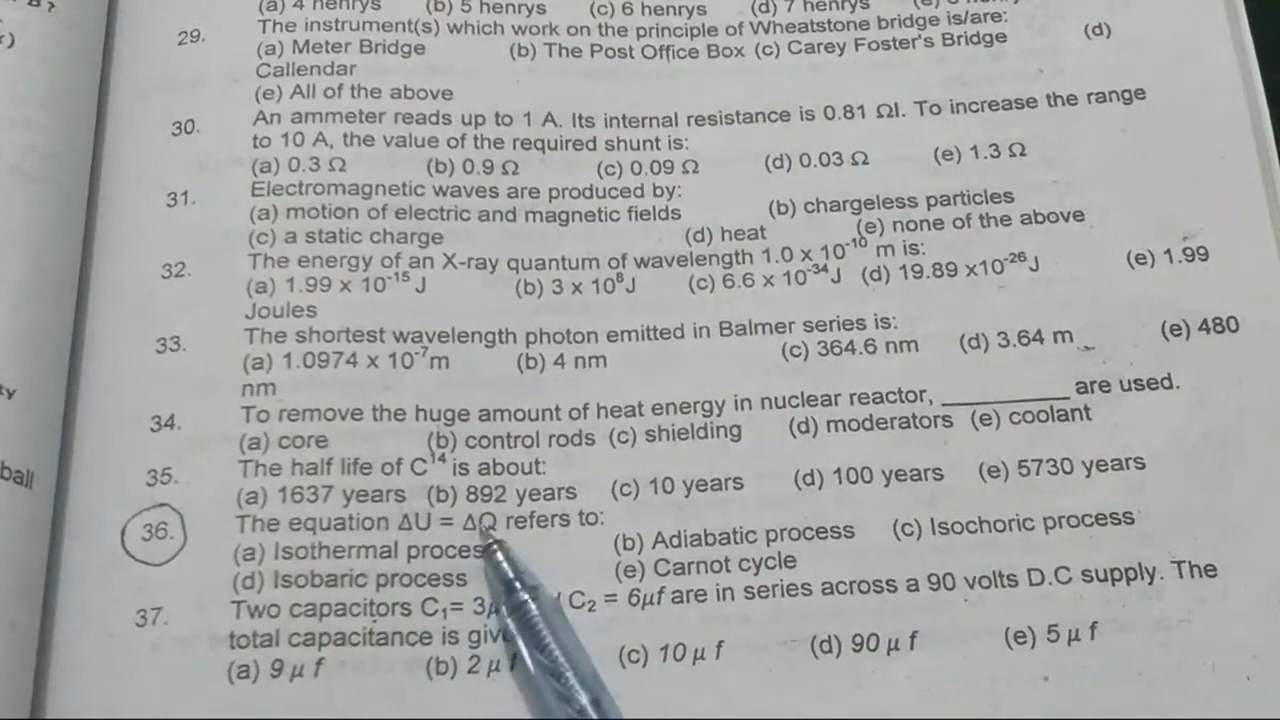 (a) 4 henrys (b) 5 henrys (c) 6 henrys (d) 7 henrys
29. The instrument(s) which work on the principle of Wheatstone bridge is/are:
(a) Meter Bridge (b) The Post Office Box (c) Carey Foster's Bridge (d)
Callendar
(e) All of the above
30. An ammeter reads up to 1 A. Its internal resistance is 0.81 ΩI. To increase the range
to 10 A, the value of the required shunt is:
(a) 0.3 Ω (b) 0.9 Ω (c) 0.09 Ω (d) 0.03 Ω (e) 1.3 Ω
31. Electromagnetic waves are produced by:
(a) motion of electric and magnetic fields (b) chargeless particles
(c) a static charge (d) heat (e) none of the above
32. The energy of an X-ray quantum of wavelength 1.0 x 10⁻¹⁰ m is:
(a) 1.99 x 10⁻¹⁵ J (b) 3 x 10⁸J (c) 6.6 x 10⁻³⁴J (d) 19.89 x10⁻²⁶J (e) 1.99
Joules
33. The shortest wavelength photon emitted in Balmer series is:
(a) 1.0974 x 10⁻⁷m (b) 4 nm (c) 364.6 nm (d) 3.64 m (e) 480
nm
34. To remove the huge amount of heat energy in nuclear reactor, __________ are used.
(a) core (b) control rods (c) shielding (d) moderators (e) coolant
35. The half life of C¹⁴ is about:
(a) 1637 years (b) 892 years (c) 10 years (d) 100 years (e) 5730 years
36. The equation ΔU = ΔQ refers to:
(a) Isothermal proces (b) Adiabatic process (c) Isochoric process
(d) Isobaric process (e) Carnot cycle
37. Two capacitors C₁= 3μ C₂ = 6μf are in series across a 90 volts D.C supply. The
total capacitance is giv
(a) 9 μ f (b) 2 μ f (c) 10 μ f (d) 90 μ f (e) 5 μ f
ball